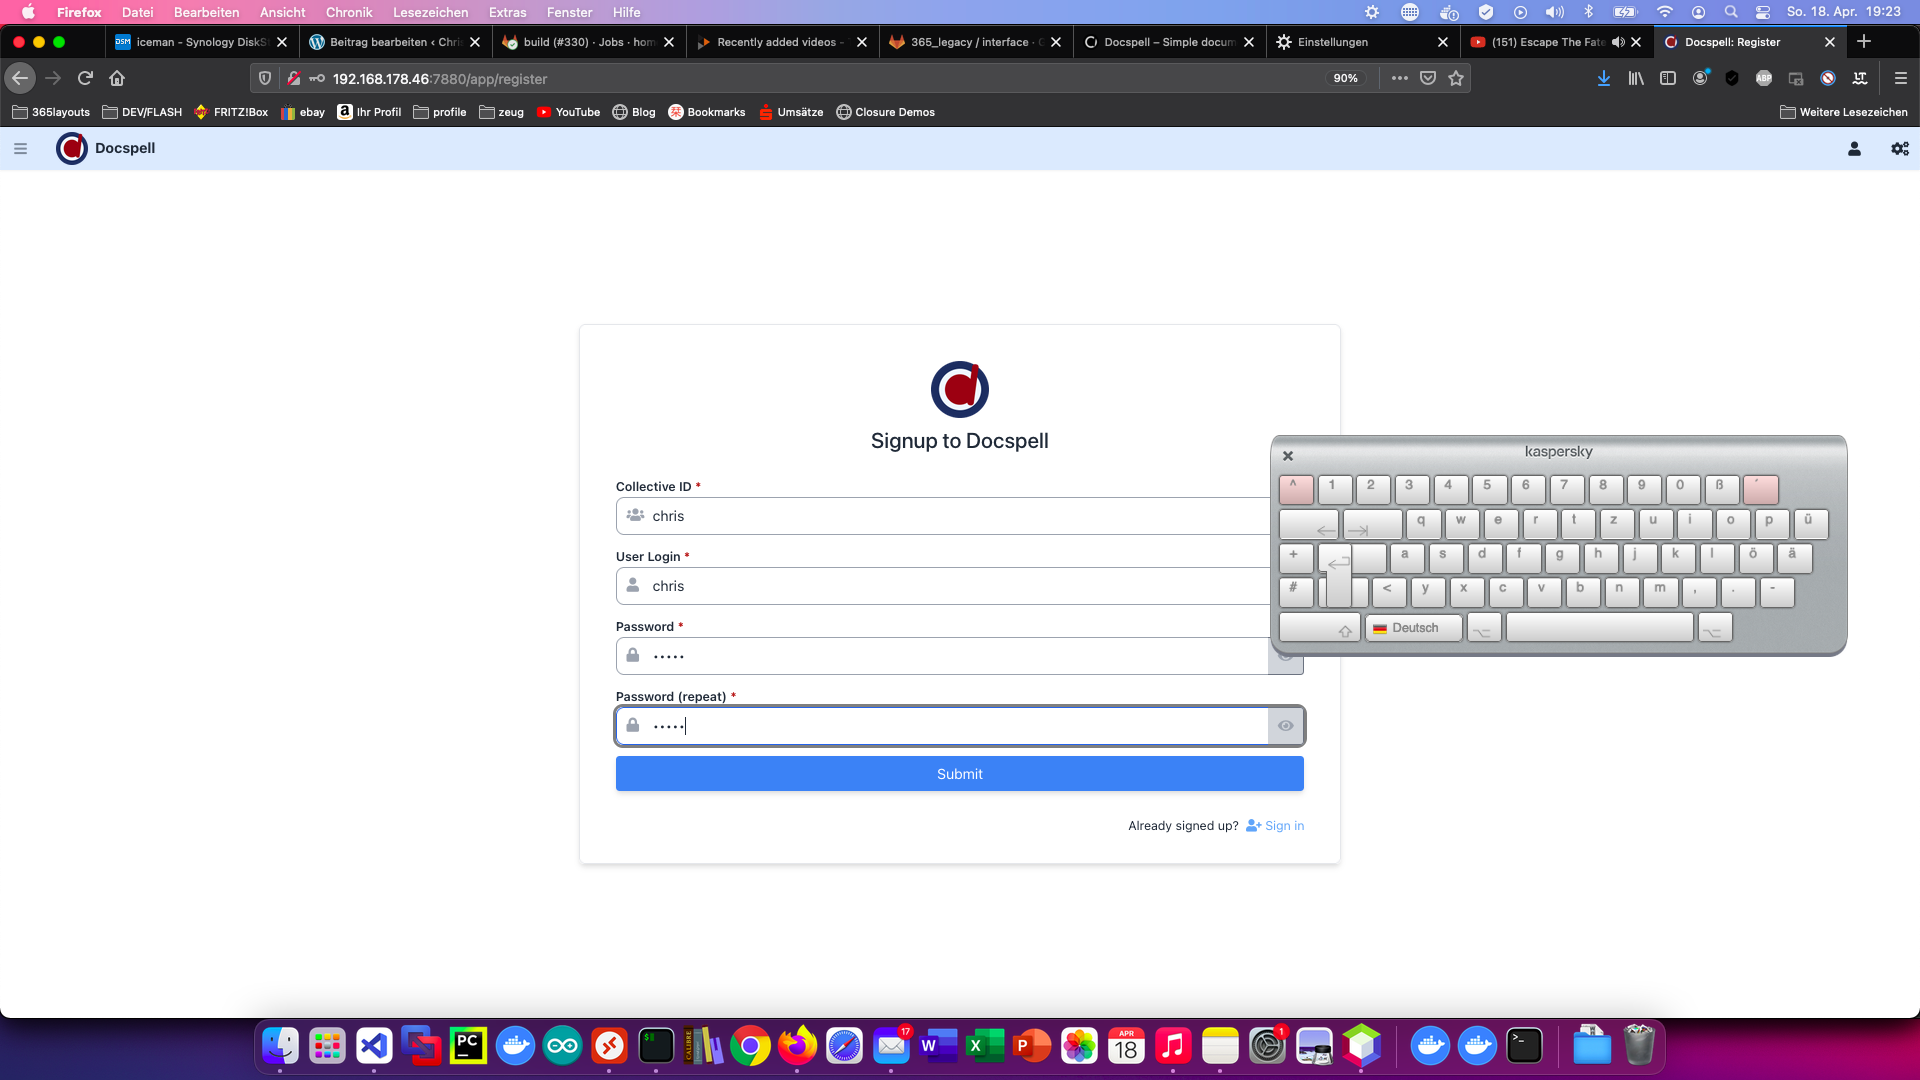 Firefox Datei Bearbeiten Ansicht Chronik Lesezeichen Extras Fenster Hilfe So. 18. Apr. 19:23
DSM iceman - Synology DiskSt Beitrag bearbeiten ‹ Chri build (#330) · Jobs · hom Recently added videos - 365_legacy / interface · G Docspell – Simple docum Einstellungen (151) Escape The Fate Docspell: Register
192.168.178.46:7880/app/register 90% ABP
365layouts DEV/FLASH FRITZ!Box ebay Ihr Profil profile zeug YouTube Blog Bookmarks Umsätze Closure Demos Weitere Lesezeichen
Docspell
Signup to Docspell
Collective ID *
chris
User Login *
chris
Password *
•••••
Password (repeat) *
•••••
Submit
Already signed up? Sign in
kaspersky
^ 1 2 3 4 5 6 7 8 9 0 ß ´
q w e r t z u i o p ü
+ a s d f g h j k l ö ä
# < y x c v b n m , . -
Deutsch
PC CALIBRE 17 W X P APR 18 1